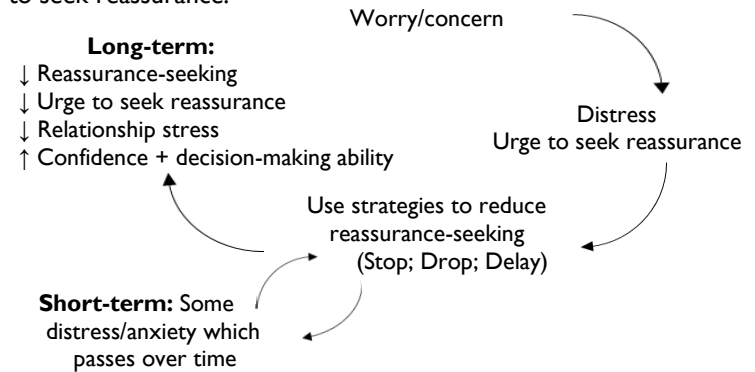 to seek reassurance.
Worry/concern
Long-term:
↓ Reassurance-seeking
↓ Urge to seek reassurance
↓ Relationship stress
↑ Confidence + decision-making ability
Distress
Urge to seek reassurance
Use strategies to reduce
reassurance-seeking
(Stop; Drop; Delay)
Short-term: Some
distress/anxiety which
passes over time